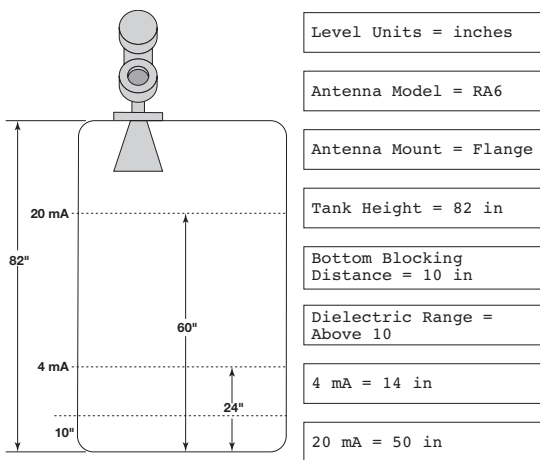 Level Units = inches
Antenna Model = RA6
Antenna Mount = Flange
Tank Height = 82 in
Bottom Blocking
Distance = 10 in
Dielectric Range =
Above 10
4 mA = 14 in
20 mA = 50 in
20 mA
82"
60"
4 mA
24"
10"